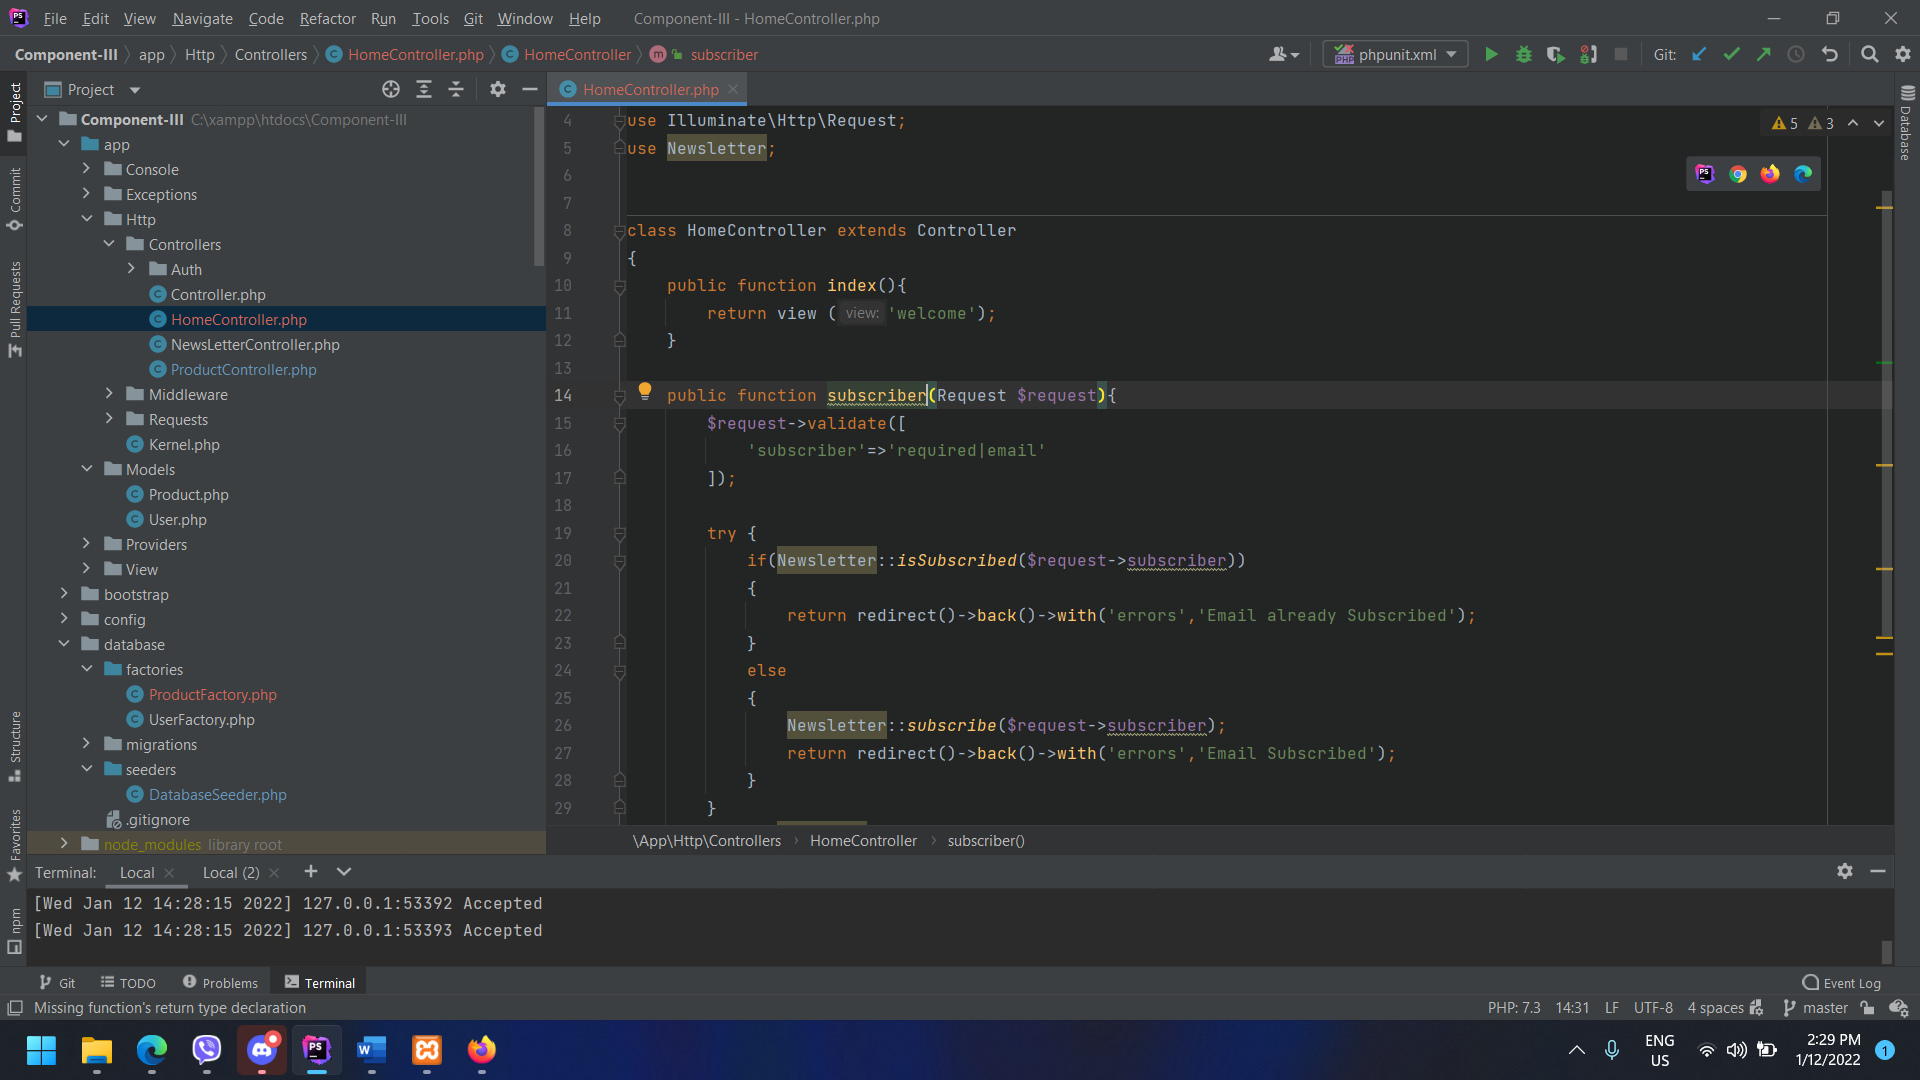 File Edit View Navigate Code Refactor Run Tools Git Window Help Component-III - HomeController.php
Component-III app Http Controllers HomeController.php HomeController subscriber phpunit.xml Git:
Project
HomeController.php
Component-III C:\xampp\htdocs\Component-III
app
Console
Exceptions
Http
Controllers
Auth
Controller.php
HomeController.php
NewsLetterController.php
ProductController.php
Middleware
Requests
Kernel.php
Models
Product.php
User.php
Providers
View
bootstrap
config
database
factories
ProductFactory.php
UserFactory.php
migrations
seeders
DatabaseSeeder.php
.gitignore
node_modules library root
Project
Commit
Pull Requests
Structure
Favorites
npm
Database
5 3
4 use Illuminate\Http\Request;
5 use Newsletter;
6
7
8 class HomeController extends Controller
9 {
10 public function index(){
11 return view ( view: 'welcome');
12 }
13
14 public function subscriber(Request $request){
15 $request->validate([
16 'subscriber'=>'required|email'
17 ]);
18
19 try {
20 if(Newsletter::isSubscribed($request->subscriber))
21 {
22 return redirect()->back()->with('errors','Email already Subscribed');
23 }
24 else
25 {
26 Newsletter::subscribe($request->subscriber);
27 return redirect()->back()->with('errors','Email Subscribed');
28 }
29 }
\App\Http\Controllers HomeController subscriber()
Terminal: Local Local (2)
[Wed Jan 12 14:28:15 2022] 127.0.0.1:53392 Accepted
[Wed Jan 12 14:28:15 2022] 127.0.0.1:53393 Accepted
Git TODO Problems Terminal Event Log
Missing function's return type declaration PHP: 7.3 14:31 LF UTF-8 4 spaces master
ENG
US
2:29 PM
1/12/2022
1